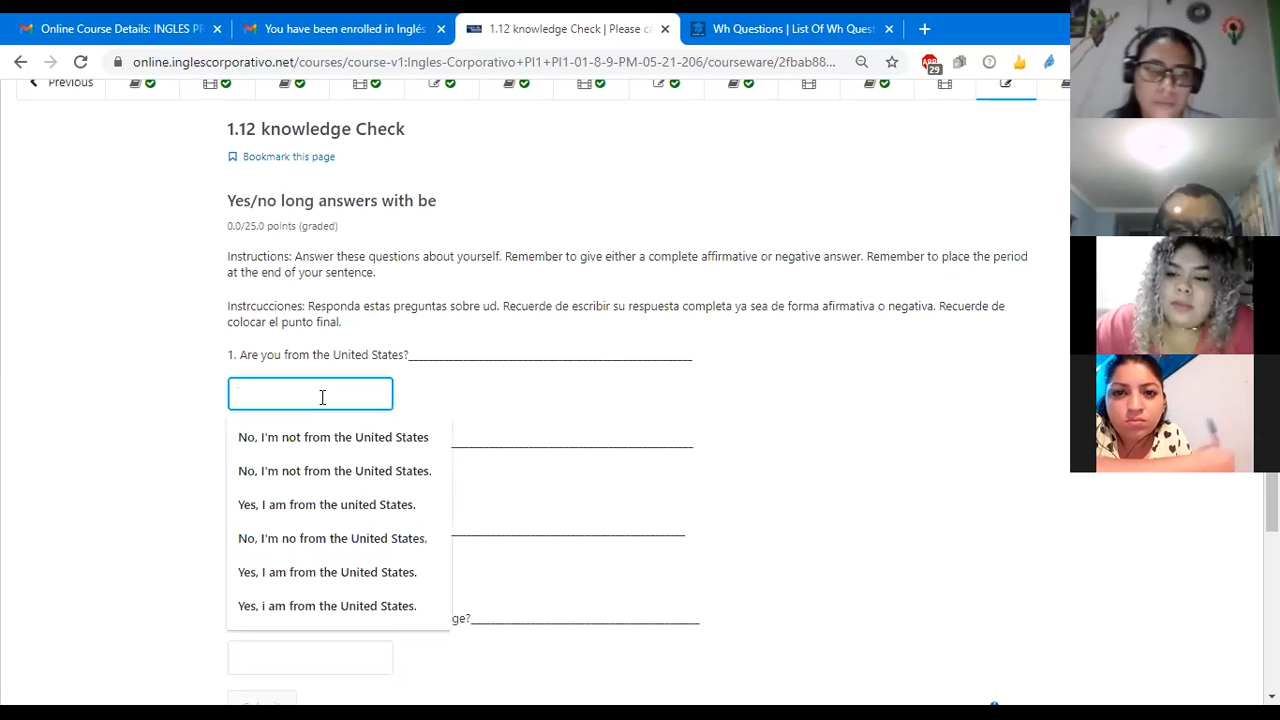 Online Course Details: INGLES PR
You have been enrolled in Inglés
1.12 knowledge Check | Please ca
Wh Questions | List Of Wh Quest
online.inglescorporativo.net/courses/course-v1:Ingles-Corporativo+PI1+PI1-01-8-9-PM-05-21-206/courseware/2fbab88...
29
Previous
1.12 knowledge Check
Bookmark this page
Yes/no long answers with be
0.0/25.0 points (graded)
Instructions: Answer these questions about yourself. Remember to give either a complete affirmative or negative answer. Remember to place the period
at the end of your sentence.
Instrcucciones: Responda estas preguntas sobre ud. Recuerde de escribir su respuesta completa ya sea de forma afirmativa o negativa. Recuerde de
colocar el punto final.
1. Are you from the United States?
No, I'm not from the United States
No, I'm not from the United States.
Yes, I am from the united States.
No, I'm no from the United States.
Yes, I am from the United States.
Yes, i am from the United States.
ge?